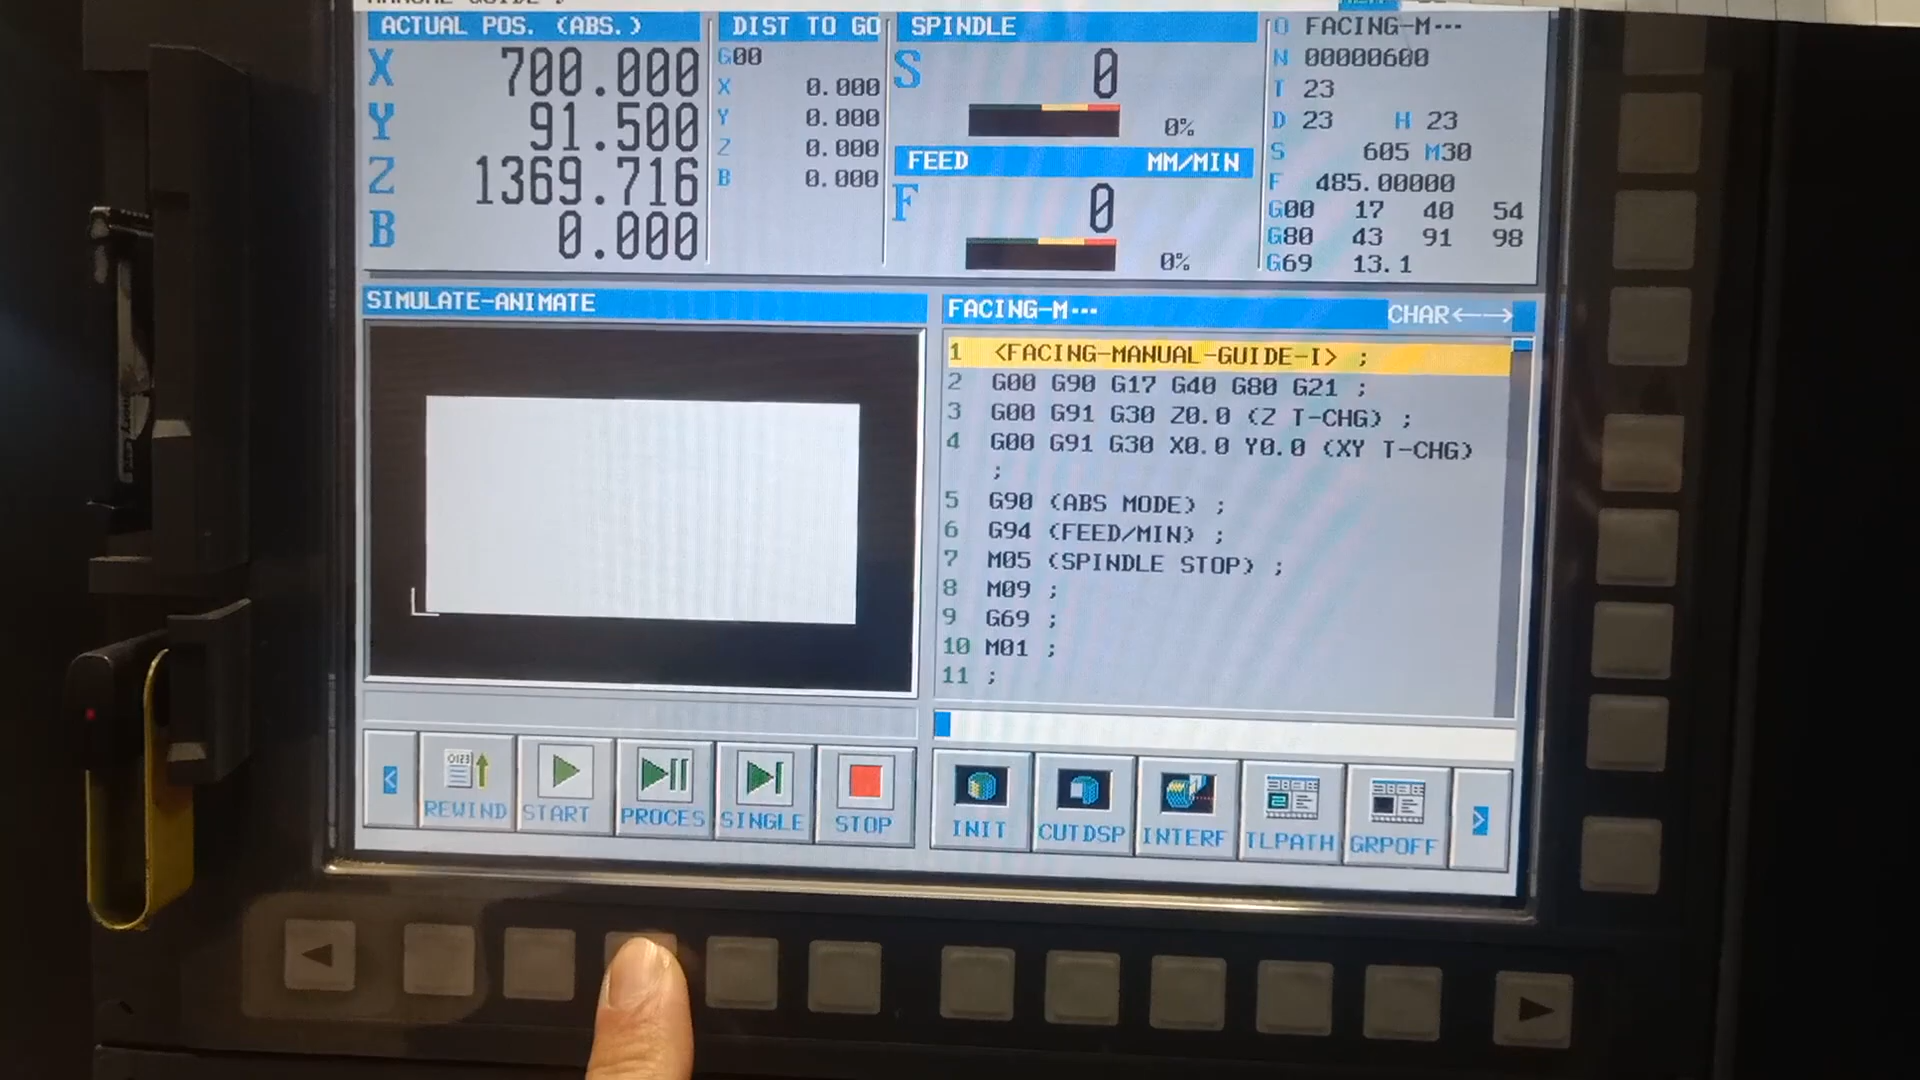 ACTUAL POS. (ABS.)
X 700.000
Y 91.500
Z 1369.716
B 0.000
DIST TO GO
G00
X 0.000
Y 0.000
Z 0.000
B 0.000
SPINDLE
S 0
0%
FEED MM/MIN
F 0
0%
O FACING-M···
N 00000600
T 23
D 23 H 23
S 605 M30
F 485.00000
G00 17 40 54
G80 43 91 98
G69 13.1
SIMULATE-ANIMATE
FACING-M··· CHAR←→
1 <FACING-MANUAL-GUIDE-I> ;
2 G00 G90 G17 G40 G80 G21 ;
3 G00 G91 G30 Z0.0 (Z T-CHG) ;
4 G00 G91 G30 X0.0 Y0.0 (XY T-CHG)
;
5 G90 (ABS MODE) ;
6 G94 (FEED/MIN) ;
7 M05 (SPINDLE STOP) ;
8 M09 ;
9 G69 ;
10 M01 ;
11 ;
< REWIND START PROCES SINGLE STOP INIT CUTDSP INTERF TLPATH GRPOFF >